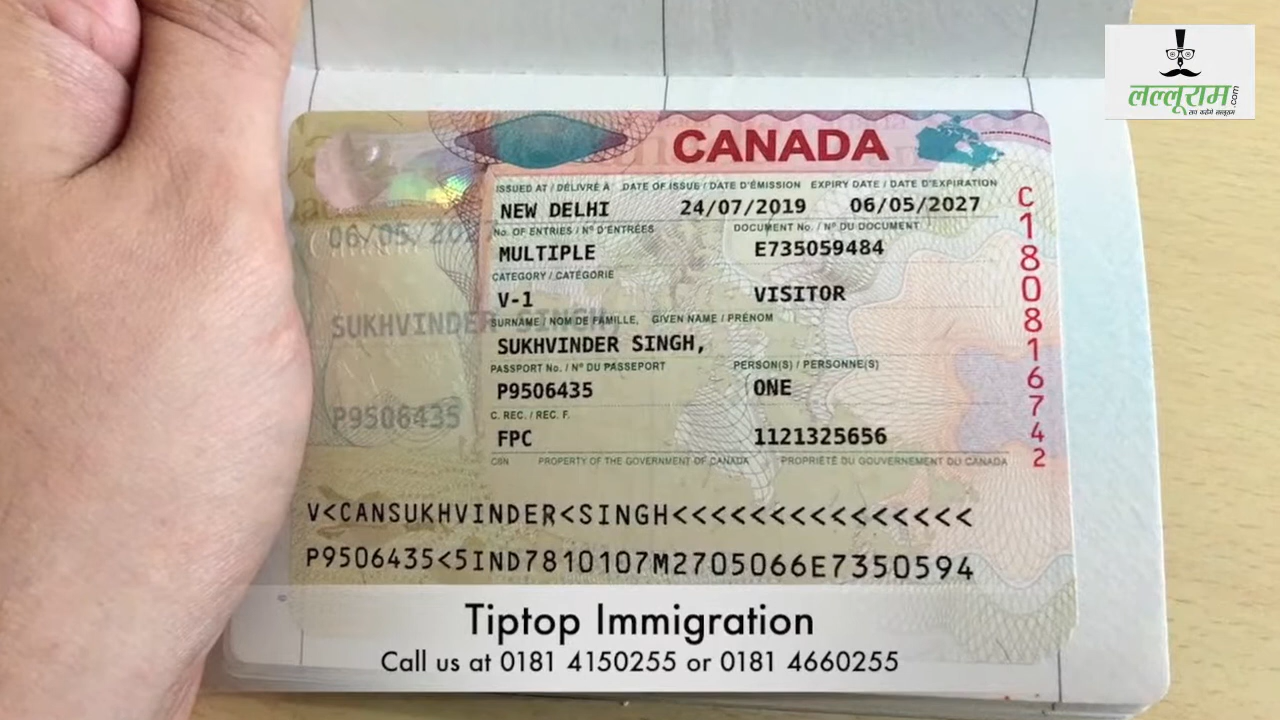 लल्लूराम.com
CANADA
ISSUED AT / DÉLIVRÉ À DATE OF ISSUE / DATE D'ÉMISSION EXPIRY DATE / DATE D'EXPIRATION
NEW DELHI 24/07/2019 06/05/2027
No. OF ENTRIES / Nº D'ENTRÉES DOCUMENT No. / Nº DU DOCUMENT
MULTIPLE E735059484
CATEGORY / CATÉGORIE
V-1 VISITOR
SURNAME / NOM DE FAMILLE, GIVEN NAME / PRÉNOM
SUKHVINDER SINGH,
PASSPORT No. / Nº DU PASSEPORT PERSON(S) / PERSONNE(S)
P9506435 ONE
C. REC. / REC. F.
FPC 1121325656
CBN PROPERTY OF THE GOVERNMENT OF CANADA PROPRIÉTÉ DU GOUVERNEMENT DU CANADA
C180816742
06/05/2027
SUKHVINDER SINGH,
P9506435
V<CANSUKHVINDER<SINGH<<<<<<<<<<<<<<<
P9506435<5IND7810107M2705066E7350594
Tiptop Immigration
Call us at 0181 4150255 or 0181 4660255